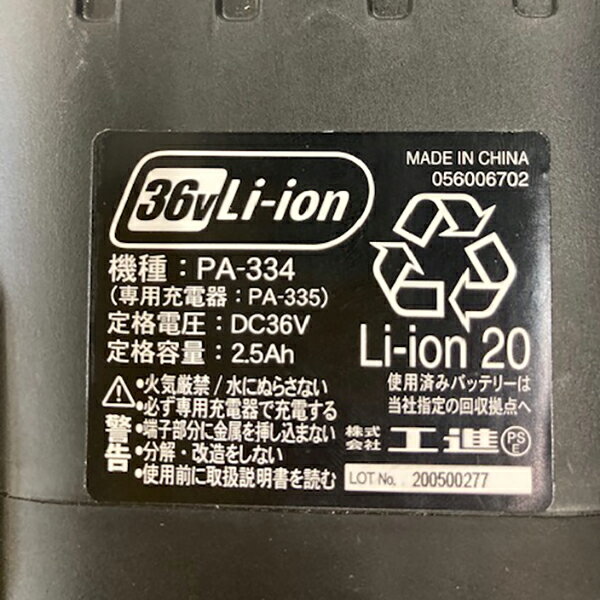 36V Li-ion
MADE IN CHINA
056006702
機種：PA-334
(専用充電器：PA-335)
定格電圧：DC36V
定格容量：2.5Ah
Li-ion 20
使用済みバッテリーは
当社指定の回収拠点へ
警告
•火気厳禁/水にぬらさない
•必ず専用充電器で充電する
•端子部分に金属を挿し込まない
•分解・改造をしない
•使用前に取扱説明書を読む
株式会社 工進
PSE
LOT No. 200500277